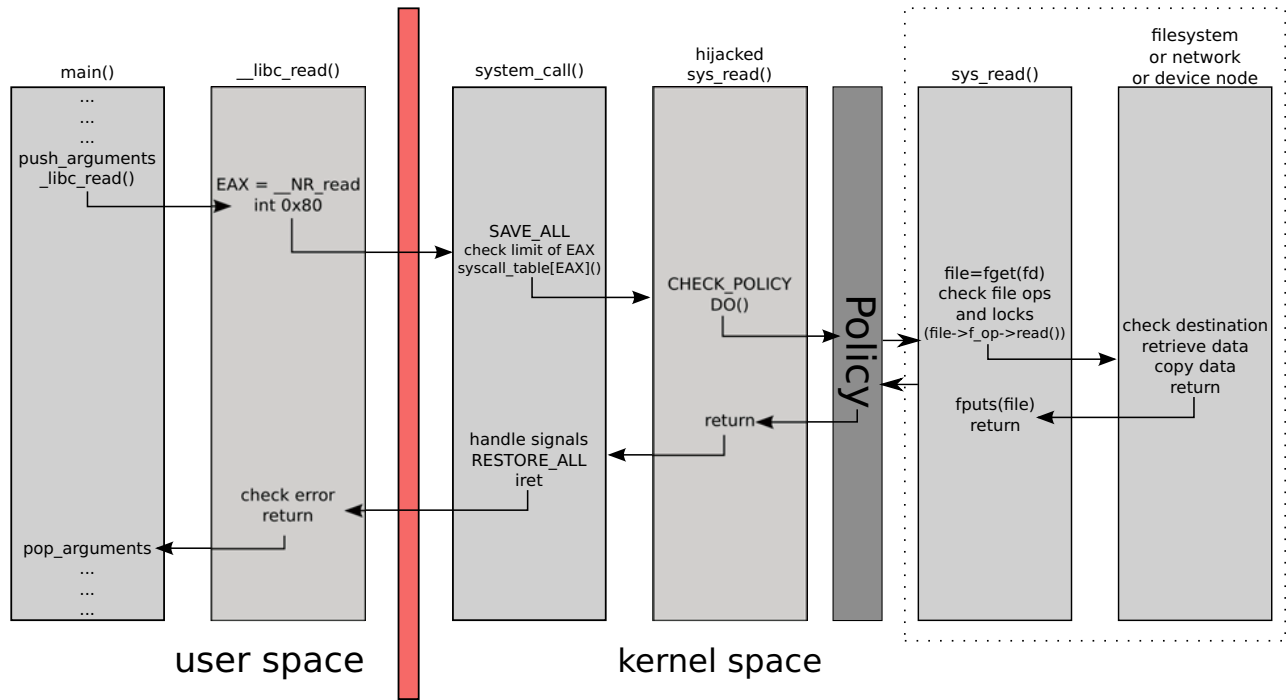 main()
...
...
...
push_arguments
_libc_read()
pop_arguments
...
...
...
__libc_read()
EAX = __NR_read
int 0x80
check error
return
user space
system_call()
SAVE_ALL
check limit of EAX
syscall_table[EAX]()
handle signals
RESTORE_ALL
iret
hijacked
sys_read()
CHECK_POLICY
DO()
return
kernel space
Policy
sys_read()
file=fget(fd)
check file ops
and locks
(file->f_op->read())
fputs(file)
return
filesystem
or network
or device node
check destination
retrieve data
copy data
return